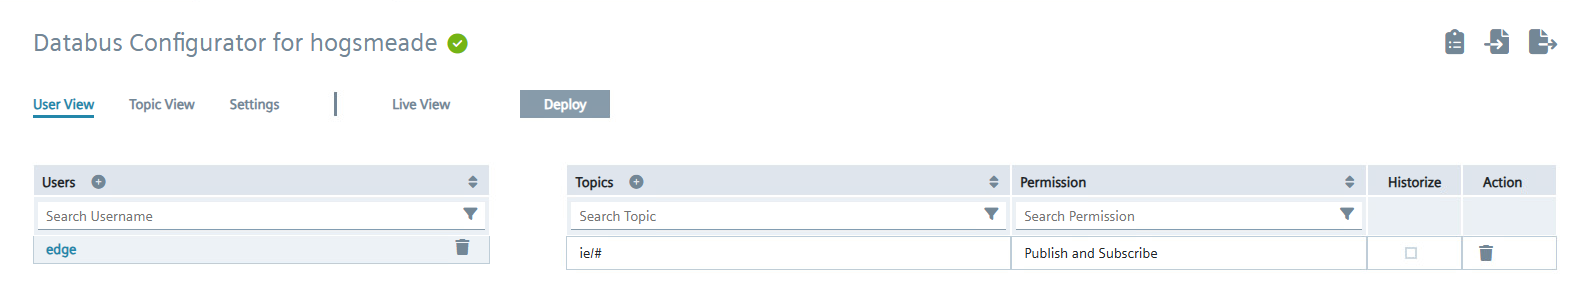 Databus Configurator for hogsmeade
User View Topic View Settings Live View Deploy
Users Topics Permission Historize Action
Search Username Search Topic Search Permission
edge ie/# Publish and Subscribe